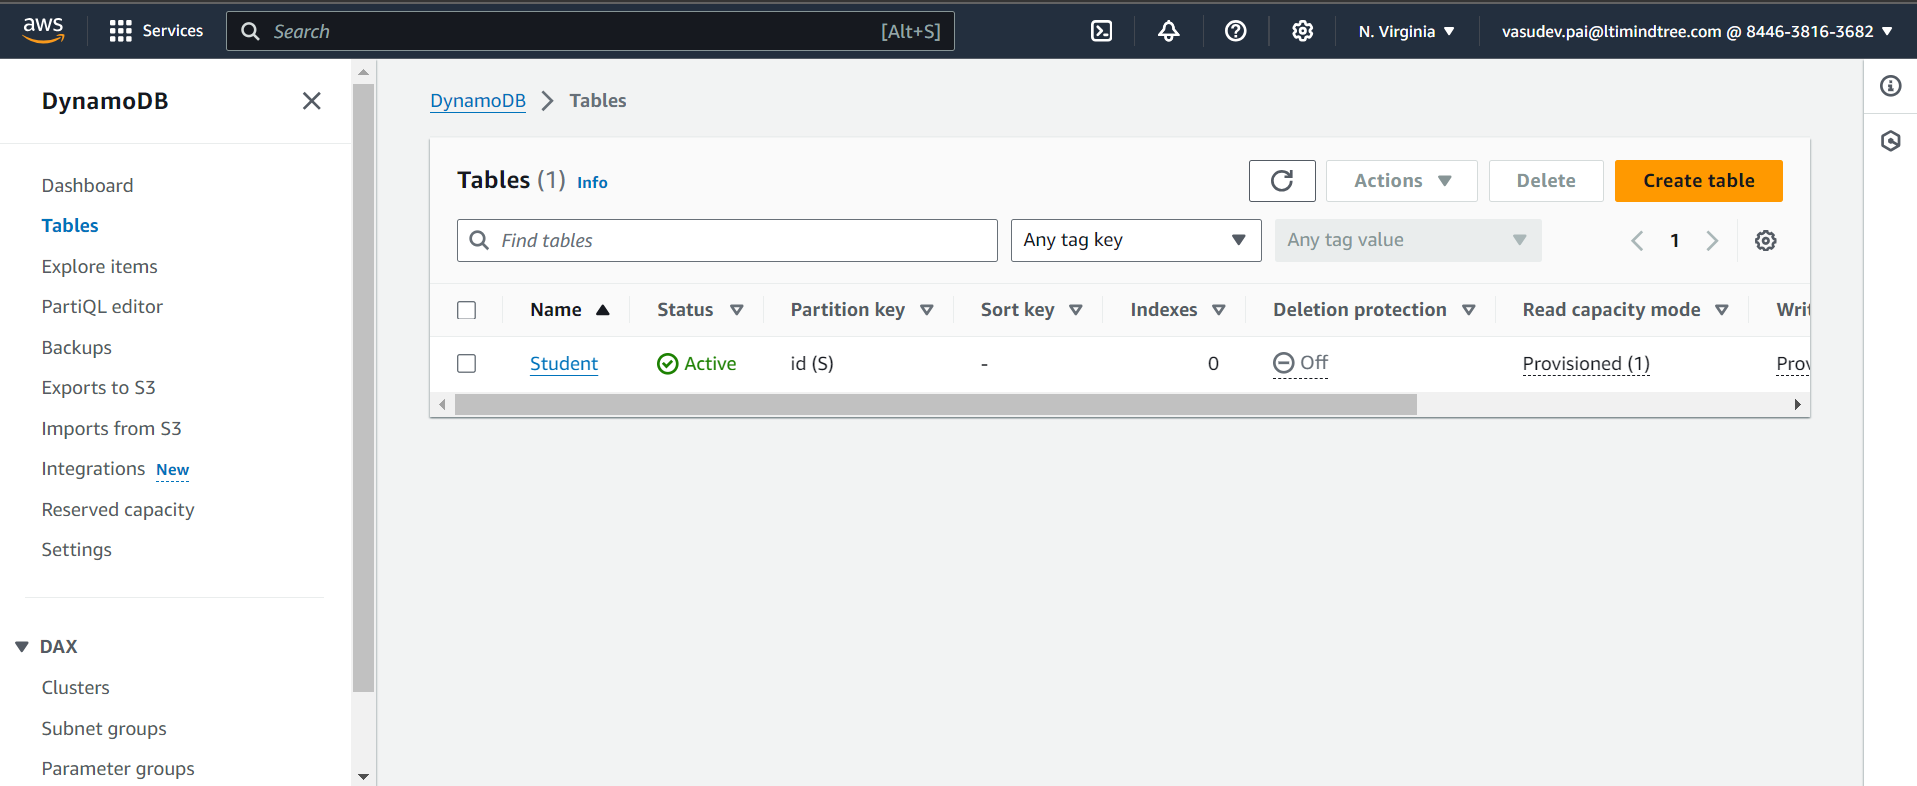 aws Services Search [Alt+S] N. Virginia vasudev.pai@ltimindtree.com @ 8446-3816-3682
DynamoDB
Dashboard
Tables
Explore items
PartiQL editor
Backups
Exports to S3
Imports from S3
Integrations New
Reserved capacity
Settings
DAX
Clusters
Subnet groups
Parameter groups
DynamoDB Tables
Tables (1) Info Actions Delete Create table
Find tables Any tag key Any tag value 1
Name Status Partition key Sort key Indexes Deletion protection Read capacity mode Writ
Student Active id (S) - 0 Off Provisioned (1) Prov